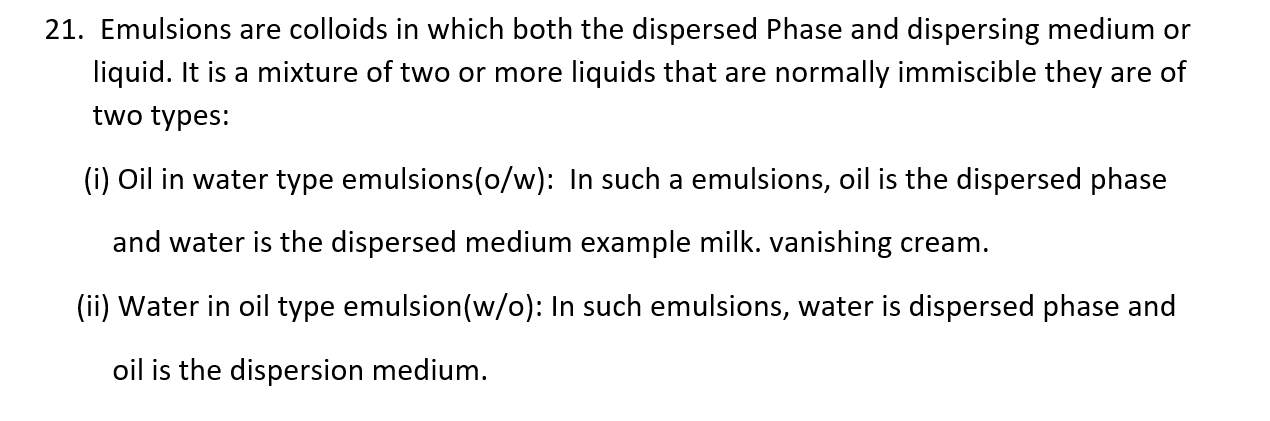 21. Emulsions are colloids in which both the dispersed Phase and dispersing medium or
liquid. It is a mixture of two or more liquids that are normally immiscible they are of
two types:
(i) Oil in water type emulsions(o/w): In such a emulsions, oil is the dispersed phase
and water is the dispersed medium example milk. vanishing cream.
(ii) Water in oil type emulsion(w/o): In such emulsions, water is dispersed phase and
oil is the dispersion medium.